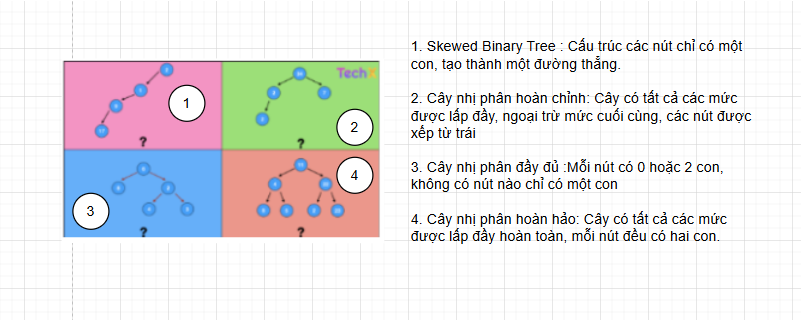 1
2
3
4
?
?
?
?
Tech
1. Skewed Binary Tree : Cấu trúc các nút chỉ có một
con, tạo thành một đường thẳng.
2. Cây nhị phân hoàn chỉnh: Cây có tất cả các mức
được lấp đầy, ngoại trừ mức cuối cùng, các nút được
xếp từ trái
3. Cây nhị phân đầy đủ :Mỗi nút có 0 hoặc 2 con,
không có nút nào chỉ có một con
4. Cây nhị phân hoàn hảo: Cây có tất cả các mức
được lấp đầy hoàn toàn, mỗi nút đều có hai con.